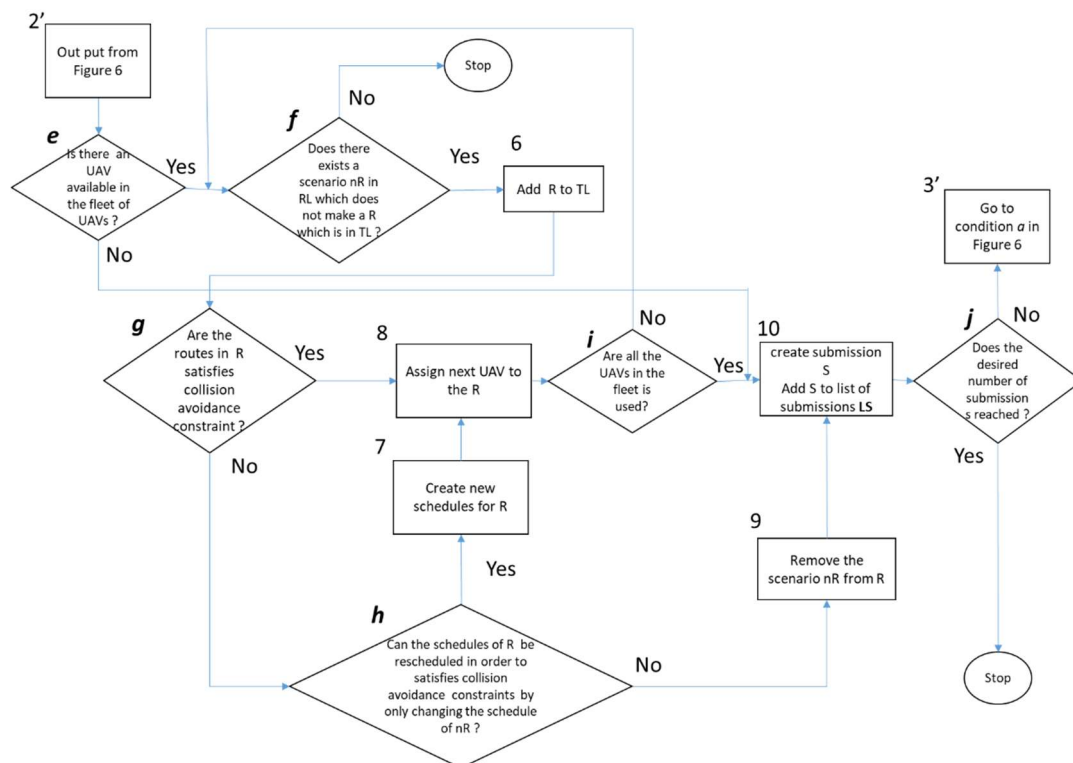 2'
Out put from
Figure 6
e
Is there an
UAV
available in
the fleet of
UAVs ?
Yes
No
f
Does there
exists a
scenario nR in
RL which does
not make a R
which is in TL ?
No
Stop
Yes
6
Add R to TL
3'
Go to
condition a in
Figure 6
g
Are the
routes in R
satisfies
collision
avoidance
constraint ?
Yes
No
8
Assign next UAV to
the R
i
No
Are all the
UAVs in the
fleet is
used?
Yes
10
create submission
S
Add S to list of
submissions LS
j
No
Does the
desired
number of
submission
s reached ?
Yes
7
Create new
schedules for R
Yes
9
Remove the
scenario nR from R
h
Can the schedules of R be
rescheduled in order to
satisfies collision
avoidance constraints by
only changing the schedule
of nR ?
No
Stop